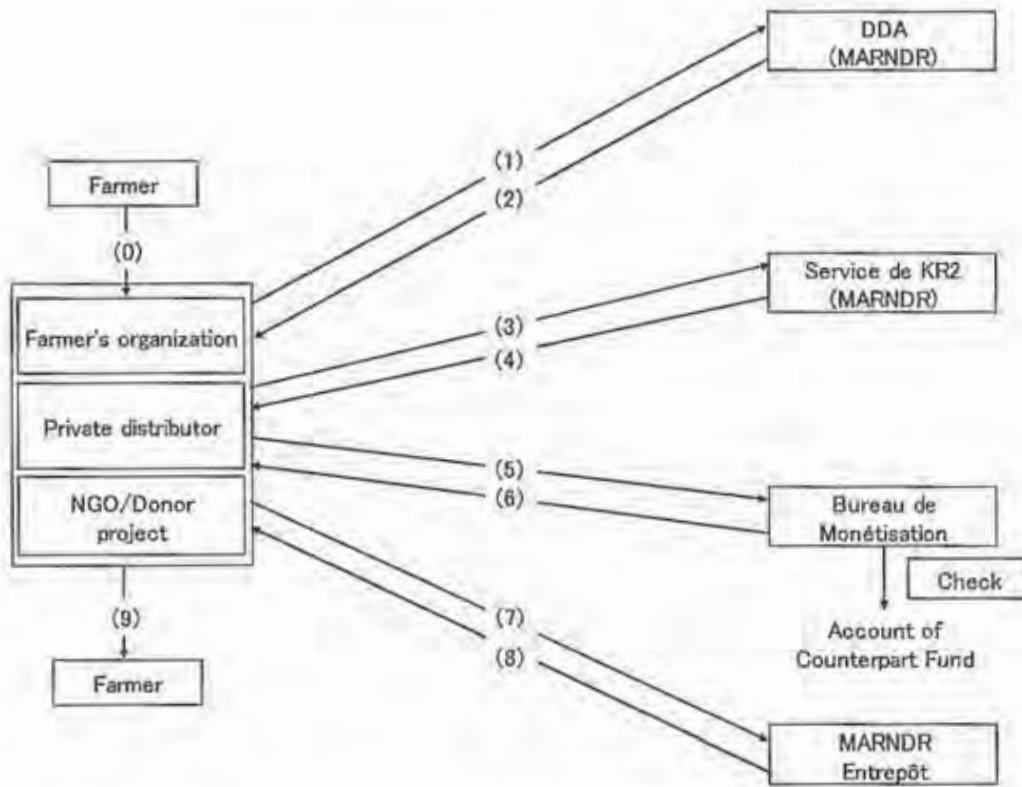 DDA
(MARNDR)
(1)
(2)
Farmer
(0)
Service de KR2
(MARNDR)
Farmer's organization
(3)
(4)
Private distributor
(5)
(6)
NGO/Donor
project
Bureau de
Monétisation
Check
(9)
(7)
(8)
Account of
Counterpart Fund
Farmer
MARNDR
Entrepôt